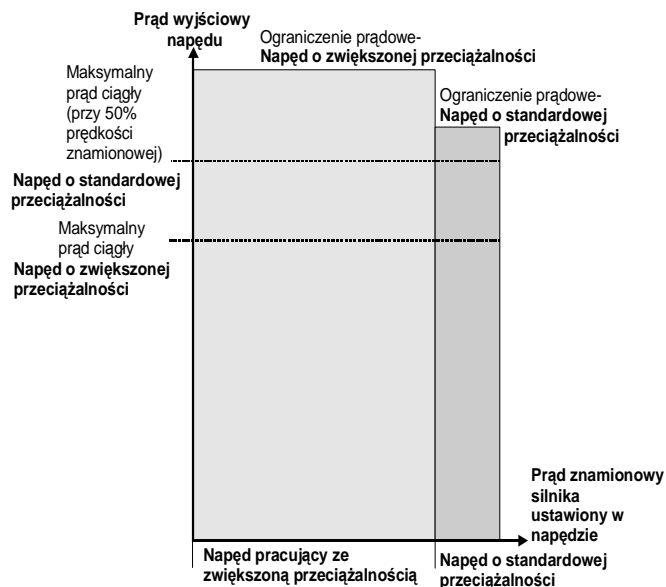 Prąd wyjściowy
napędu
Ograniczenie prądowe-
Napęd o zwiększonej przeciążalności
Maksymalny
prąd ciągły
(przy 50%
prędkości
znamionowej)
Napęd o standardowej
przeciążalności
Ograniczenie prądowe-
Napęd o standardowej
przeciążalności
Maksymalny
prąd ciągły
Napęd o zwiększonej
przeciążalności
Prąd znamionowy
silnika
ustawiony w
napędzie
Napęd pracujący ze
zwiększoną przeciążalnością
Napęd o standardowej
przeciążalności